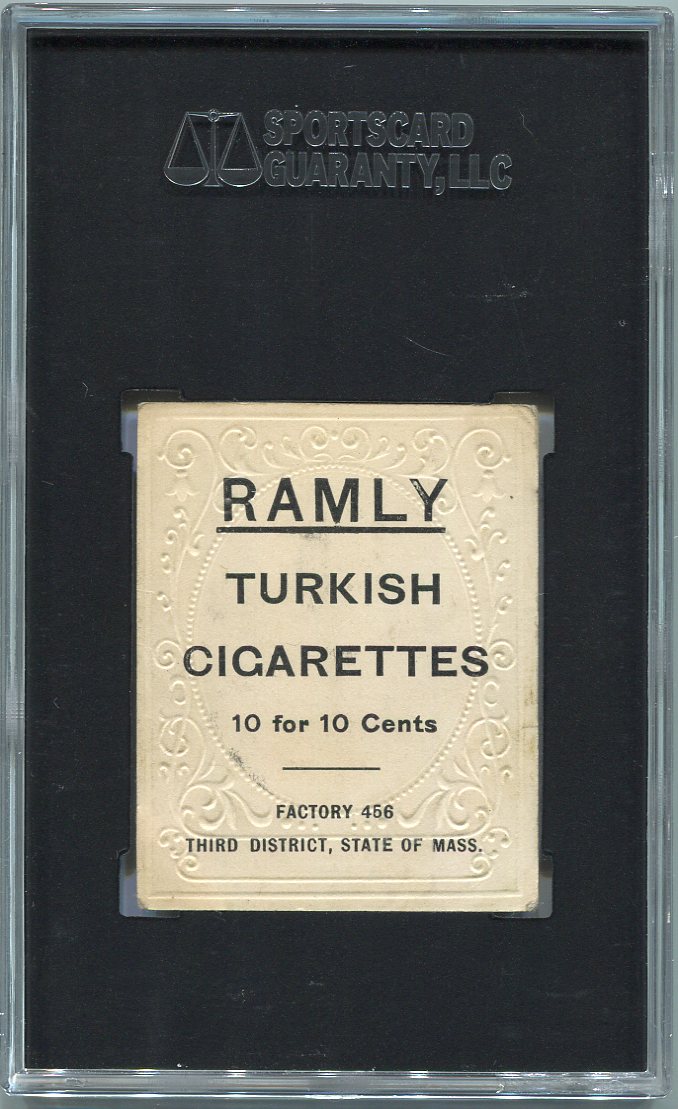 SPORTSCARD
GUARANTY, LLC
RAMLY
TURKISH
CIGARETTES
10 for 10 Cents
FACTORY 456
THIRD DISTRICT, STATE OF MASS.